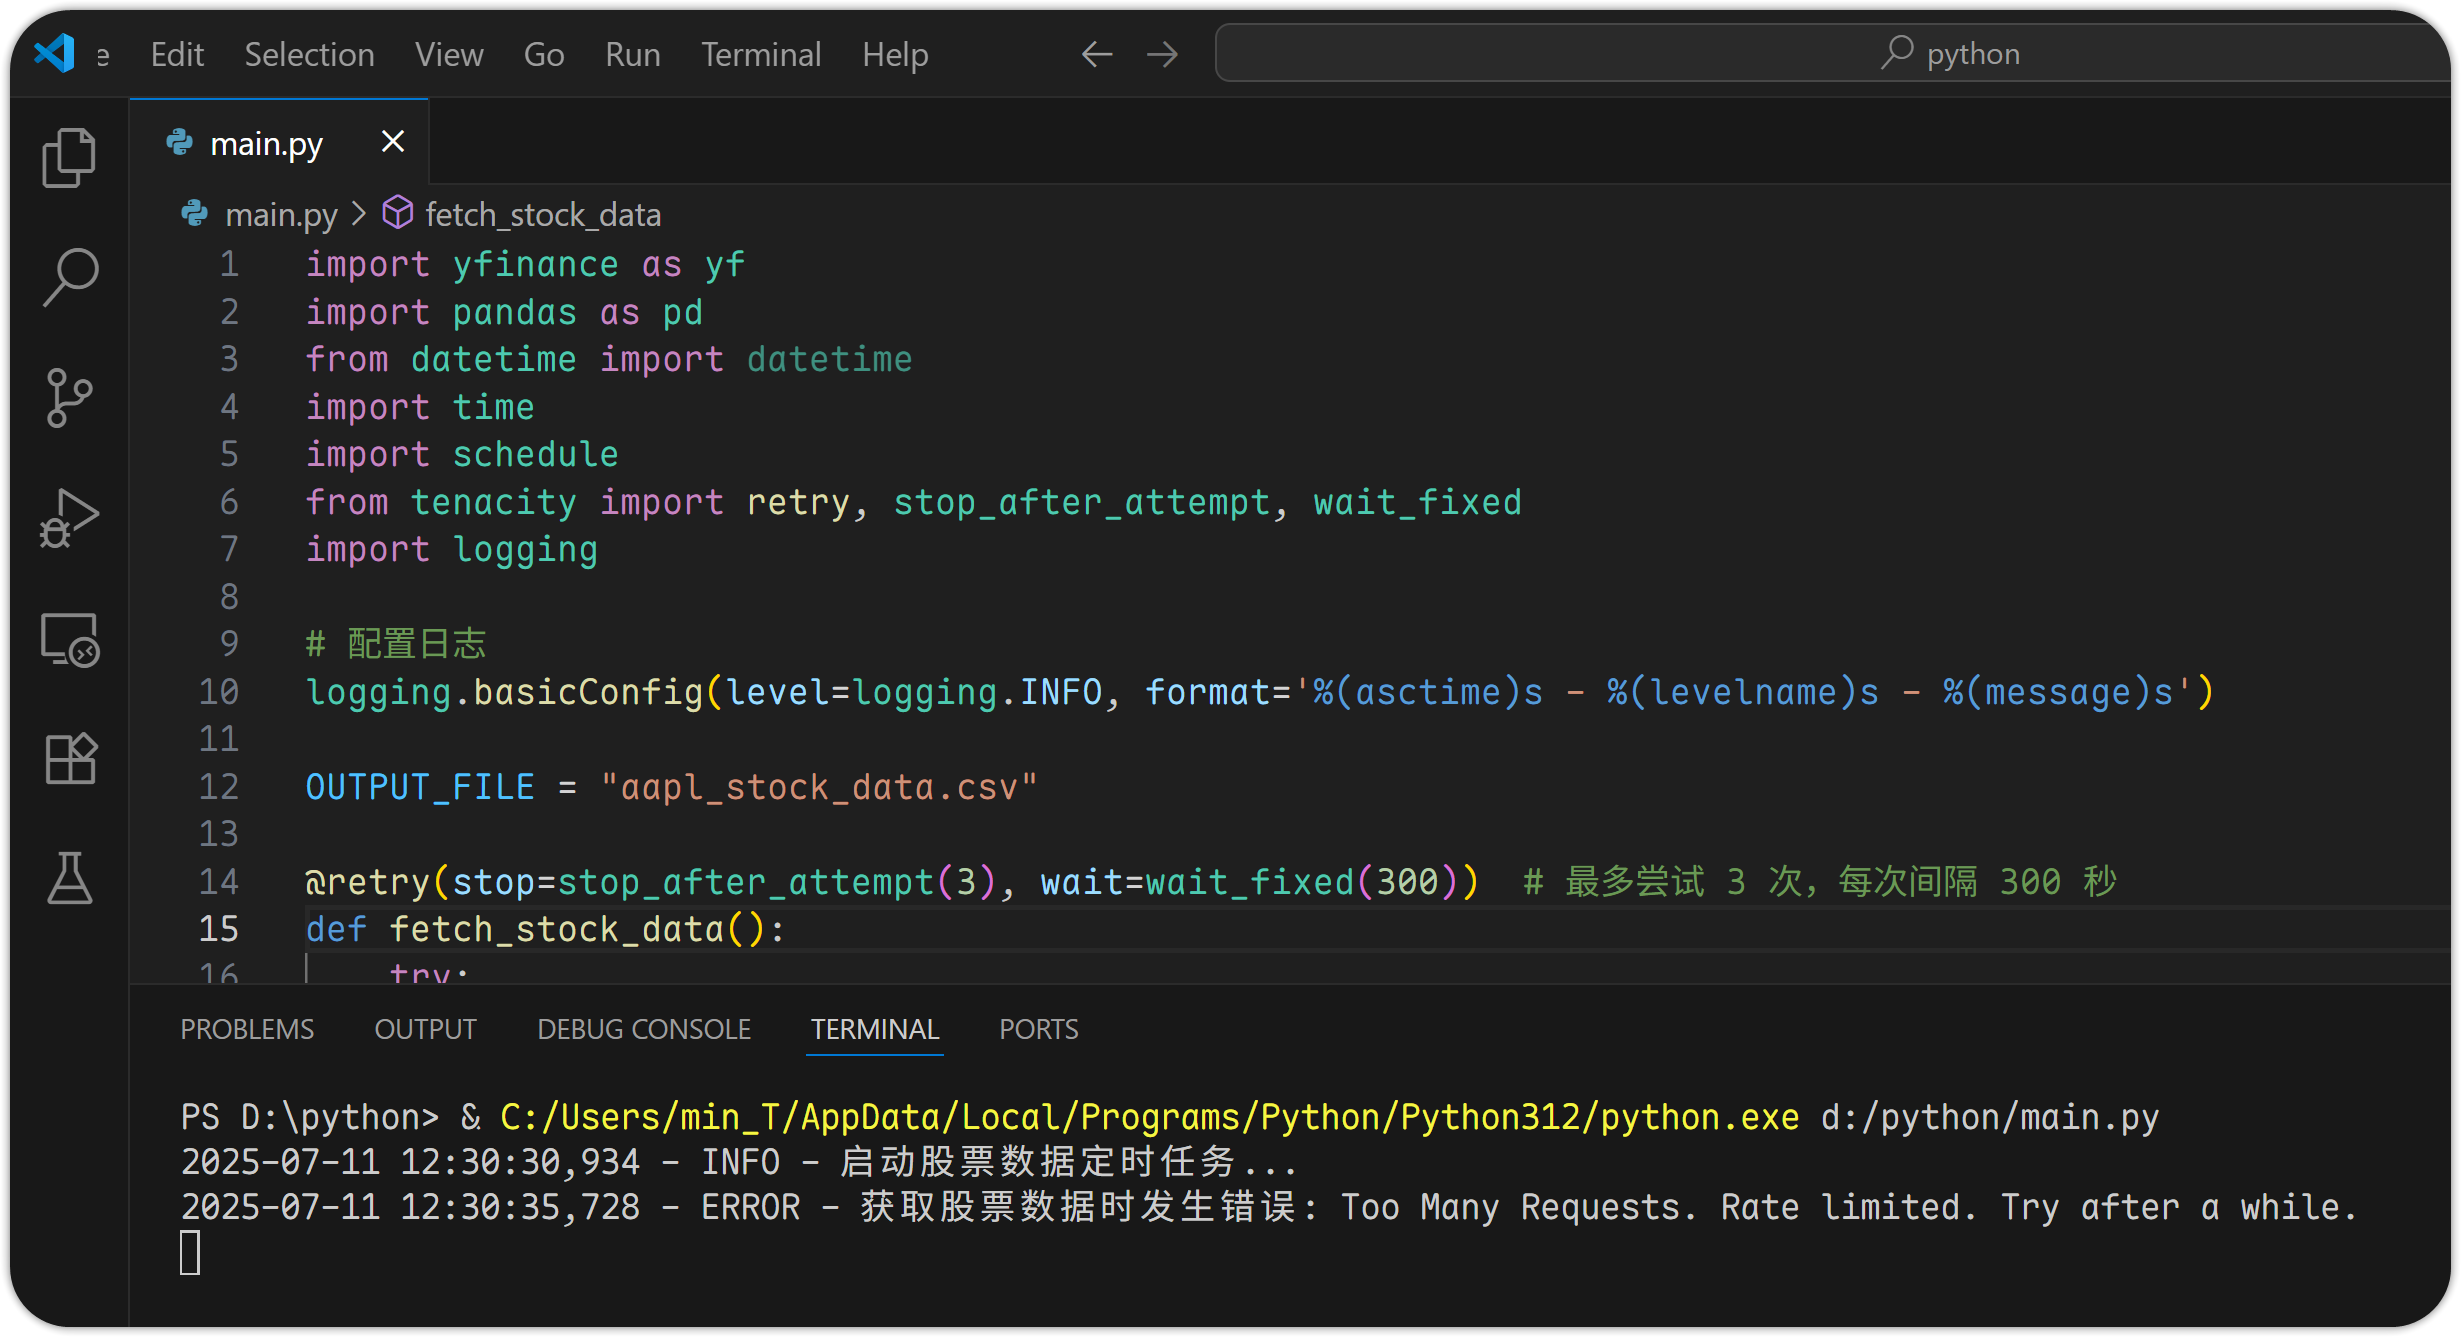 e Edit Selection View Go Run Terminal Help python
main.py
main.py > fetch_stock_data
1 import yfinance as yf
2 import pandas as pd
3 from datetime import datetime
4 import time
5 import schedule
6 from tenacity import retry, stop_after_attempt, wait_fixed
7 import logging
8
9 # 配置日志
10 logging.basicConfig(level=logging.INFO, format='%(asctime)s - %(levelname)s - %(message)s')
11
12 OUTPUT_FILE = "aapl_stock_data.csv"
13
14 @retry(stop=stop_after_attempt(3), wait=wait_fixed(300)) # 最多尝试 3 次，每次间隔 300 秒
15 def fetch_stock_data():
16 try:
PROBLEMS OUTPUT DEBUG CONSOLE TERMINAL PORTS
PS D:\python> & C:/Users/min_T/AppData/Local/Programs/Python/Python312/python.exe d:/python/main.py
2025-07-11 12:30:30,934 - INFO - 启动股票数据定时任务...
2025-07-11 12:30:35,728 - ERROR - 获取股票数据时发生错误: Too Many Requests. Rate limited. Try after a while.